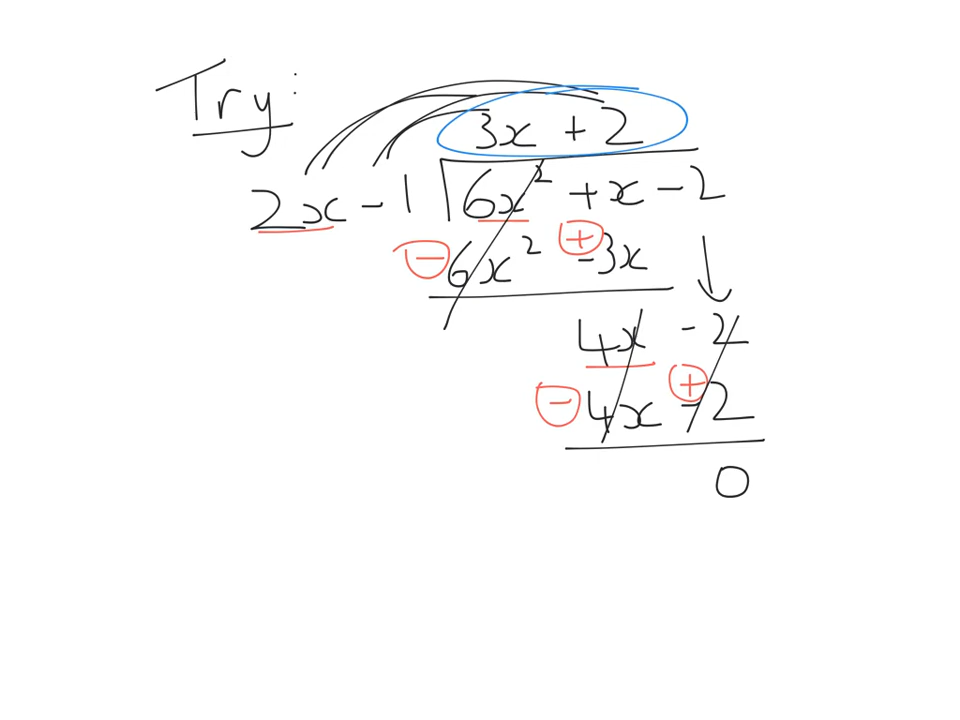 Try:
3x + 2
2x - 1 6x² + x - 2
- 6x² + - 3x
4x - 2
- 4x + - 2
0